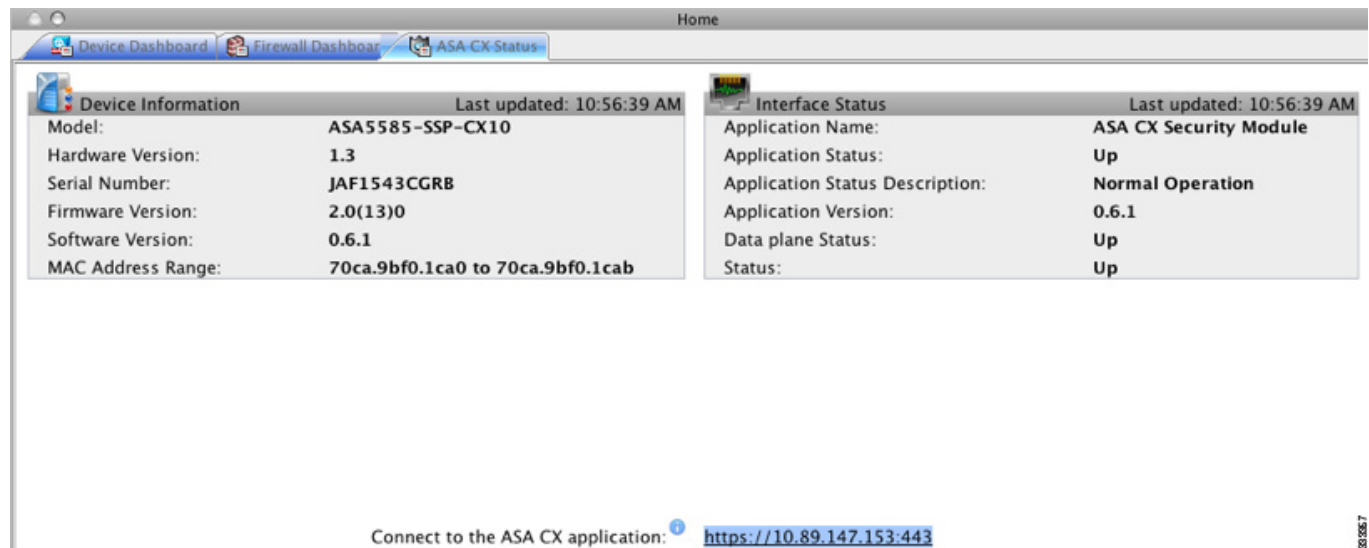 Home
Device Dashboard Firewall Dashboar ASA CX Status
Device Information Last updated: 10:56:39 AM
Model: ASA5585-SSP-CX10
Hardware Version: 1.3
Serial Number: JAF1543CGRB
Firmware Version: 2.0(13)0
Software Version: 0.6.1
MAC Address Range: 70ca.9bf0.1ca0 to 70ca.9bf0.1cab
Interface Status Last updated: 10:56:39 AM
Application Name: ASA CX Security Module
Application Status: Up
Application Status Description: Normal Operation
Application Version: 0.6.1
Data plane Status: Up
Status: Up
Connect to the ASA CX application: https://10.89.147.153:443